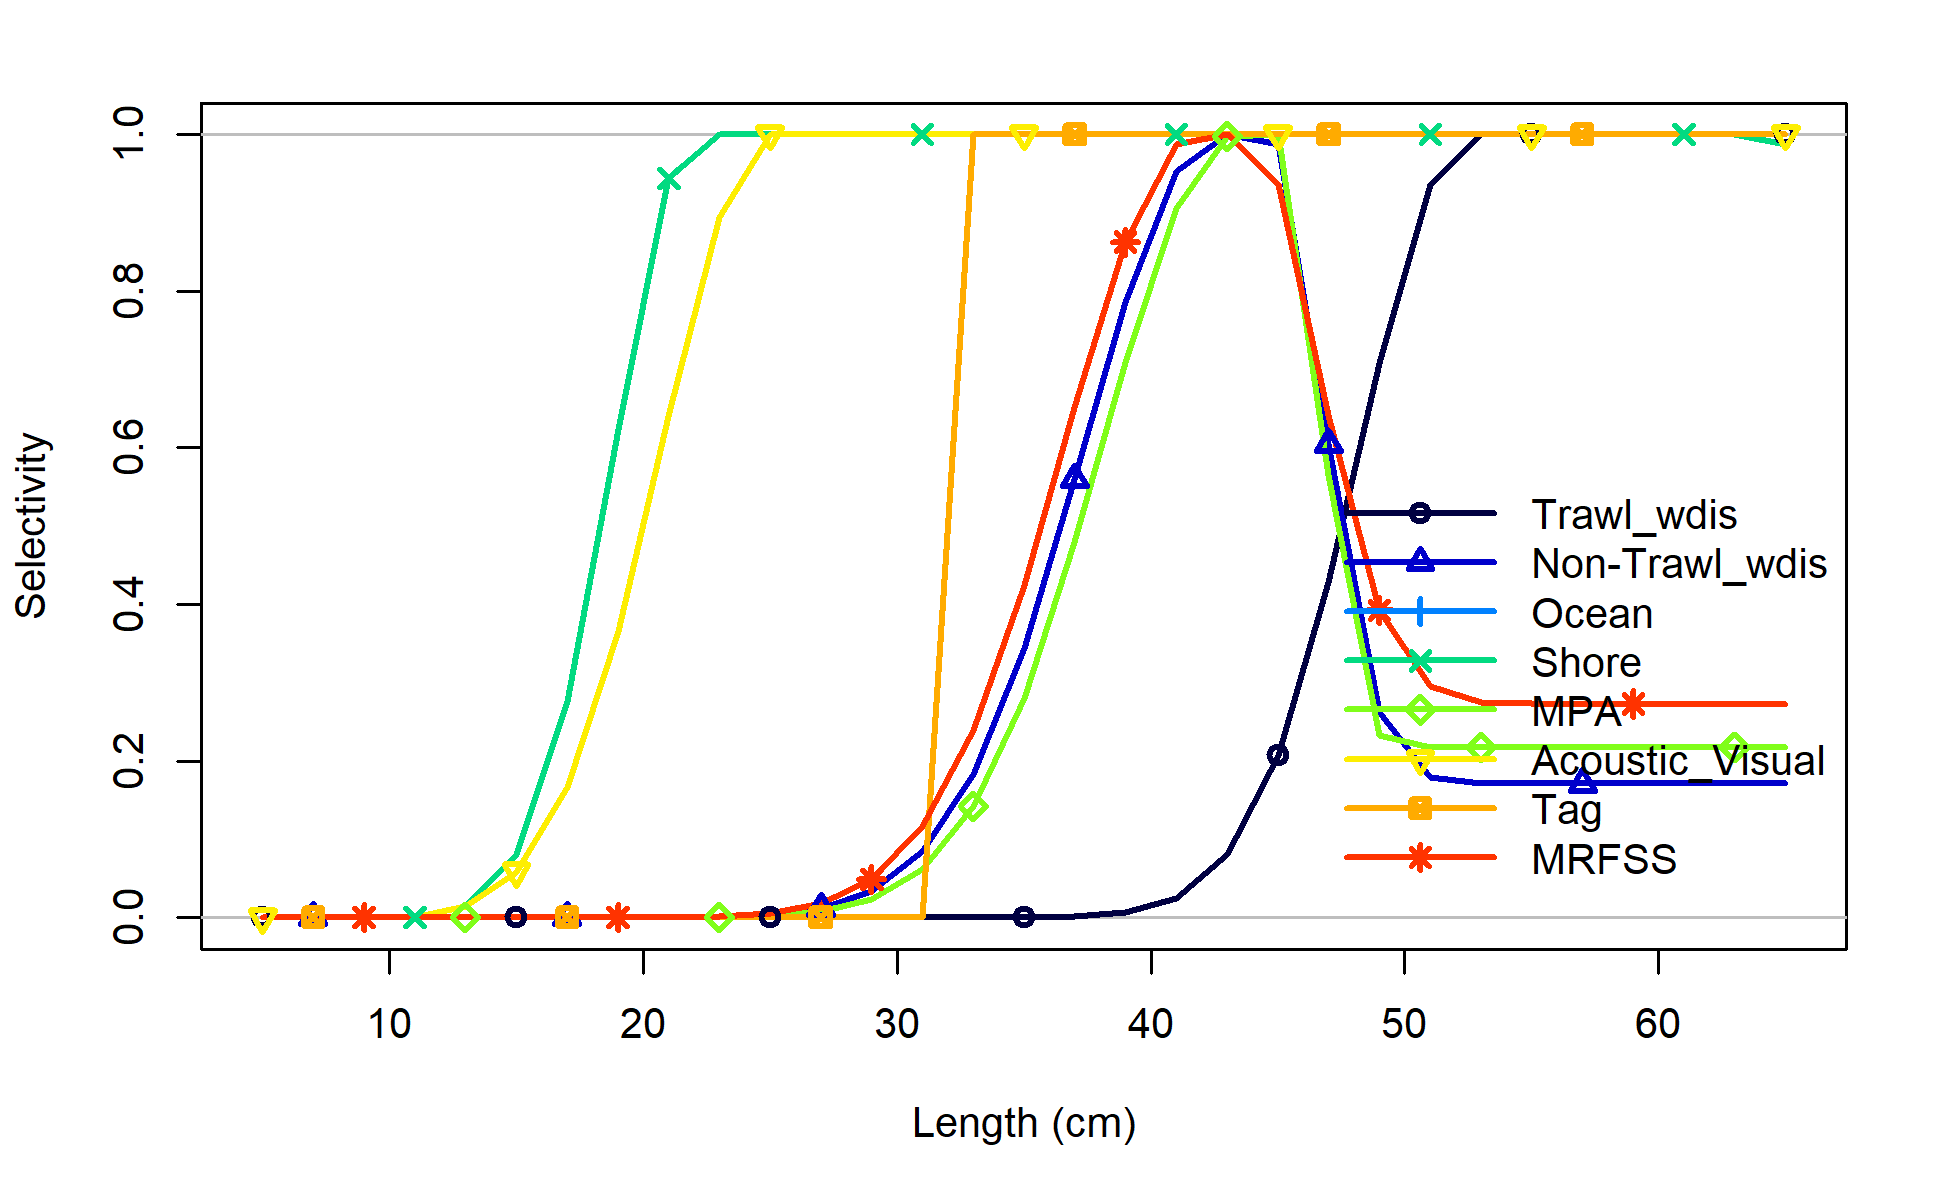 1.0
0.8
0.6
0.4
0.2
0.0
Selectivity
Trawl_wdis
Non-Trawl_wdis
Ocean
Shore
MPA
Acoustic_Visual
Tag
MRFSS
10 20 30 40 50 60
Length (cm)